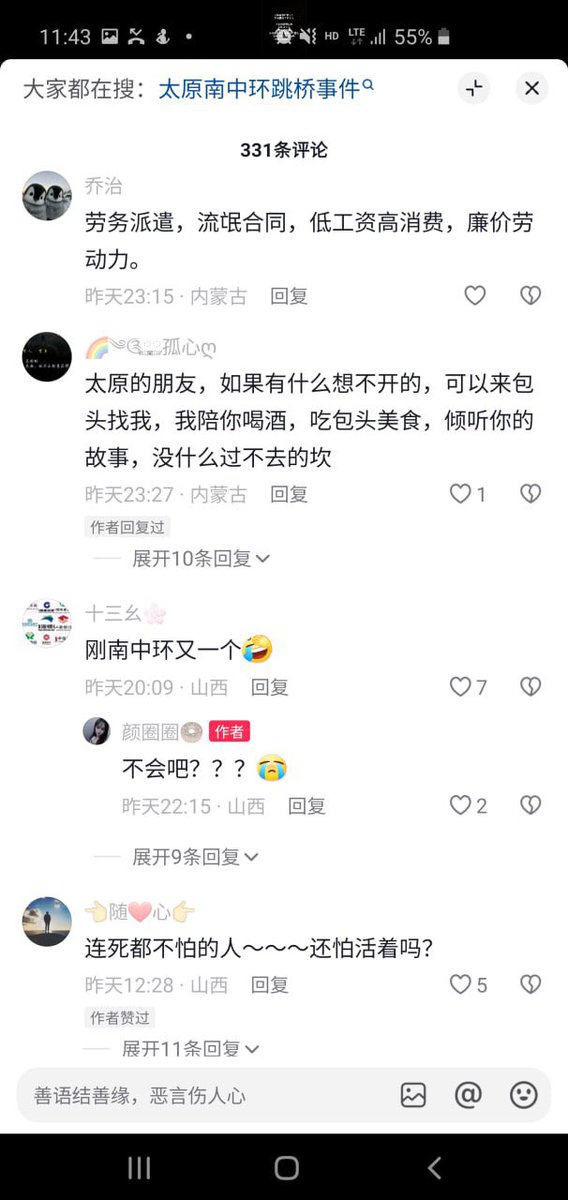 11:43
HD LTE 55%
大家都在搜：太原南中环跳桥事件
331条评论
乔治
劳务派遣，流氓合同，低工资高消费，廉价劳
动力。
昨天23:15 · 内蒙古 回复
孤心ღ
太原的朋友，如果有什么想不开的，可以来包
头找我，我陪你喝酒，吃包头美食，倾听你的
故事，没什么过不去的坎
昨天23:27 · 内蒙古 回复 1
作者回复过
展开10条回复
十三幺🌸
刚南中环又一个🤣
昨天20:09 · 山西 回复 7
颜圈圈🍩 作者
不会吧？？？😭
昨天22:15 · 山西 回复 2
展开9条回复
👈随❤️心👉
连死都不怕的人～～～还怕活着吗？
昨天12:28 · 山西 回复 5
作者赞过
展开11条回复
善语结善缘，恶言伤人心 @